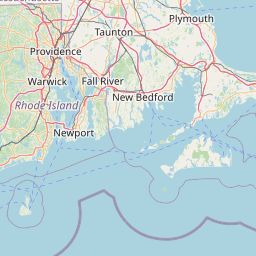 Plymouth
Taunton
Providence
Warwick
Fall River
New Bedford
Rhode Island
Newport